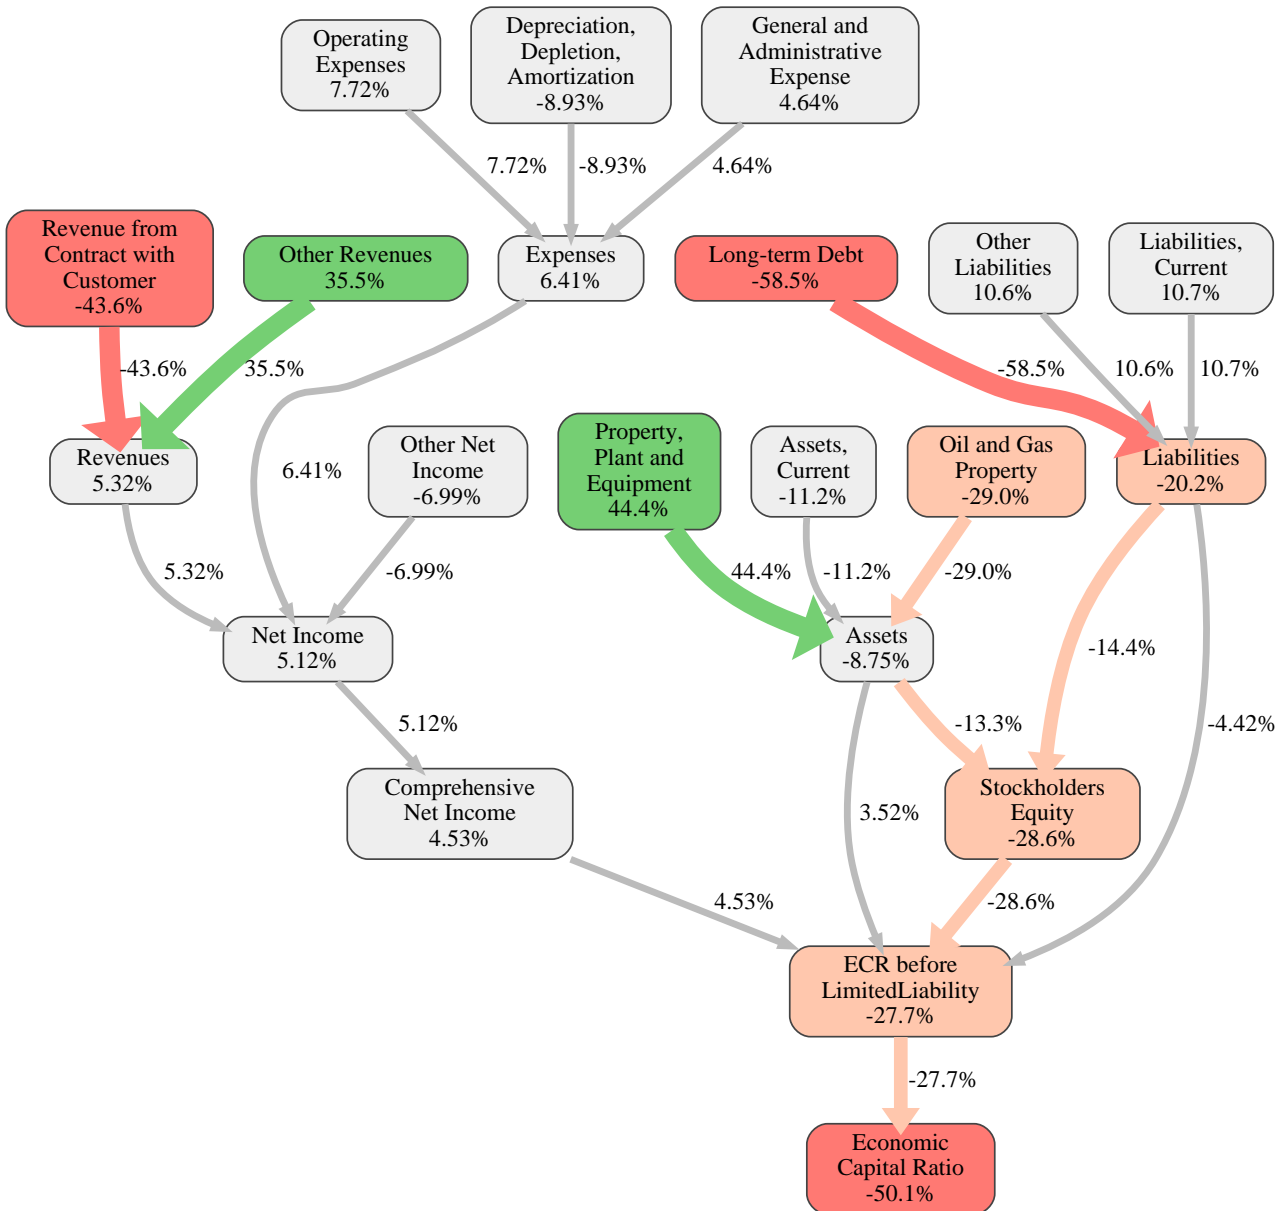 Operating
Expenses
7.72%
Depreciation,
Depletion,
Amortization
-8.93%
General and
Administrative
Expense
4.64%
7.72%
-8.93%
4.64%
Revenue from
Contract with
Customer
-43.6%
Other Revenues
35.5%
Expenses
6.41%
Long-term Debt
-58.5%
Other
Liabilities
10.6%
Liabilities,
Current
10.7%
-43.6%
35.5%
-58.5%
10.6%
10.7%
Revenues
5.32%
6.41%
Other Net
Income
-6.99%
Property,
Plant and
Equipment
44.4%
Assets,
Current
-11.2%
Oil and Gas
Property
-29.0%
Liabilities
-20.2%
5.32%
-6.99%
44.4%
-11.2%
-29.0%
Net Income
5.12%
Assets
-8.75%
-14.4%
5.12%
-13.3%
-4.42%
Comprehensive
Net Income
4.53%
3.52%
Stockholders
Equity
-28.6%
4.53%
-28.6%
ECR before
LimitedLiability
-27.7%
-27.7%
Economic
Capital Ratio
-50.1%